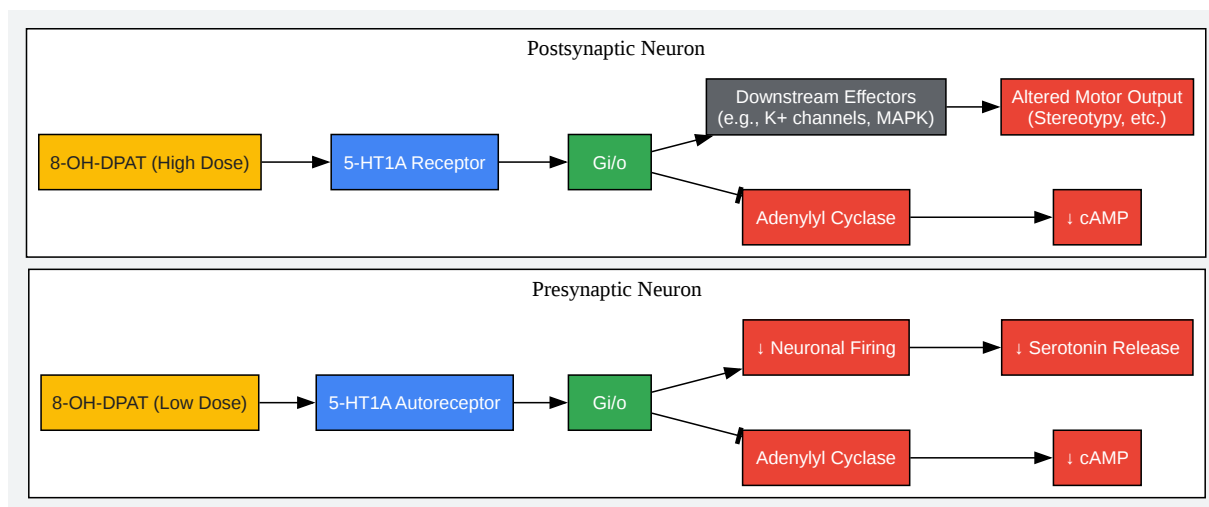 Postsynaptic Neuron
8-OH-DPAT (High Dose)
5-HT1A Receptor
Gi/o
Downstream Effectors
(e.g., K+ channels, MAPK)
Altered Motor Output
(Stereotypy, etc.)
Adenylyl Cyclase
↓ cAMP
Presynaptic Neuron
8-OH-DPAT (Low Dose)
5-HT1A Autoreceptor
Gi/o
↓ Neuronal Firing
↓ Serotonin Release
Adenylyl Cyclase
↓ cAMP